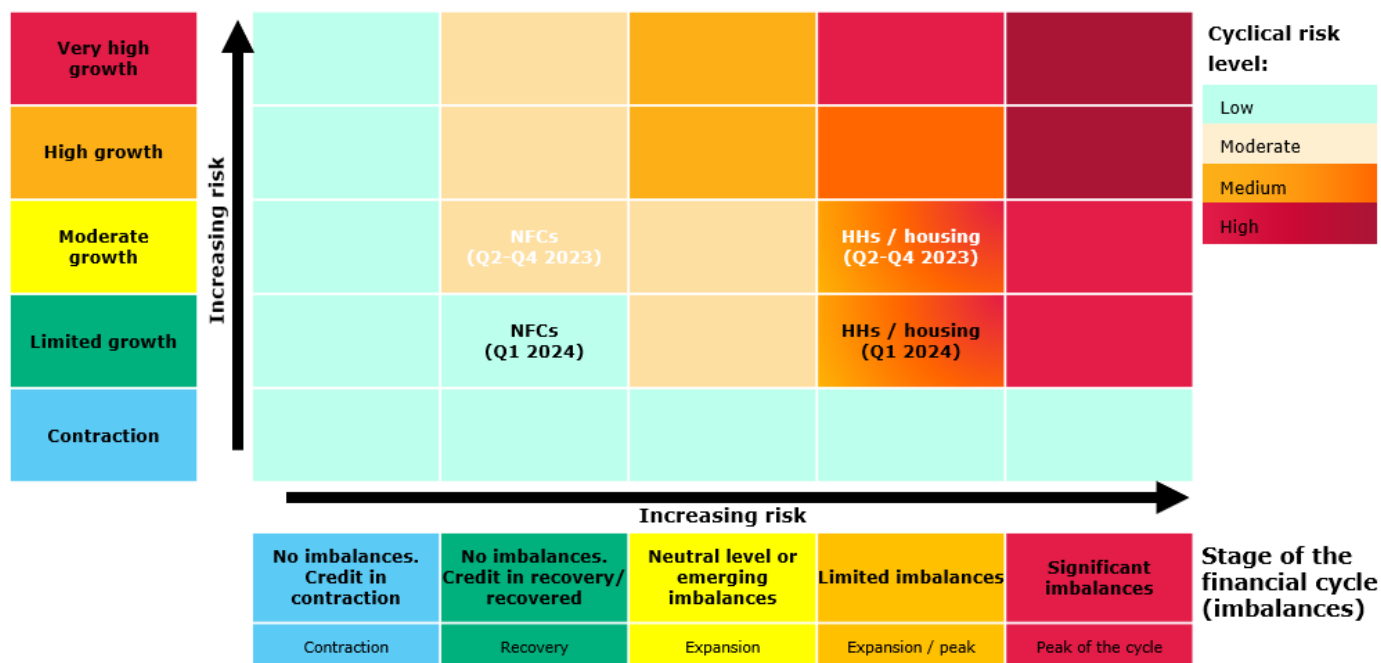 Very high
growth
High growth
Moderate
growth
Limited growth
Contraction
Increasing risk
NFCs
(Q2-Q4 2023)
HHs / housing
(Q2-Q4 2023)
NFCs
(Q1 2024)
HHs / housing
(Q1 2024)
Cyclical risk
level:
Low
Moderate
Medium
High
Increasing risk
No imbalances.
Credit in
contraction
No imbalances.
Credit in recovery/
recovered
Neutral level or
emerging
imbalances
Limited imbalances
Significant
imbalances
Stage of the
financial cycle
(imbalances)
Contraction
Recovery
Expansion
Expansion / peak
Peak of the cycle